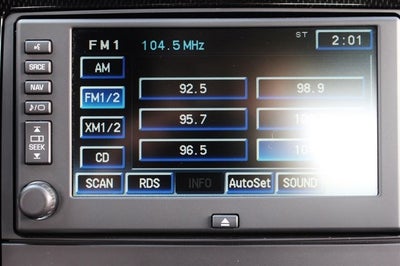 FM1 104.5 MHz ST 2:01
SRCE AM
NAV FM1/2 92.5 98.9
XM1/2 95.7
SEEK CD 96.5
SCAN RDS INFO AutoSet SOUND